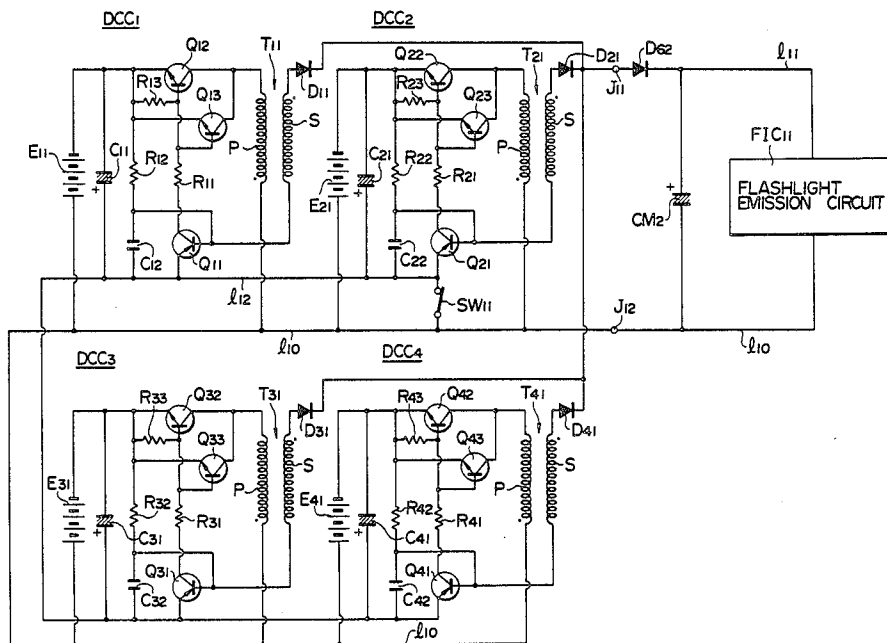 DCC1
DCC2
Q12
T11
Q22
T21
D21
D62
l11
R13
Q13
D11
R23
Q23
J11
FIC11
E11
C11
R12
R11
P
S
E21
C21
R22
R21
P
S
CM2
FLASHLIGHT
EMISSION CIRCUIT
+
+
+
C12
Q11
C22
Q21
l12
SW11
J12
l10
l10
DCC3
DCC4
R33
Q32
T31
R43
Q42
T41
Q33
D31
Q43
D41
E31
P
S
E41
P
S
R32
R31
R42
R41
C31
C41
+
+
Q31
C32
Q41
C42
l10